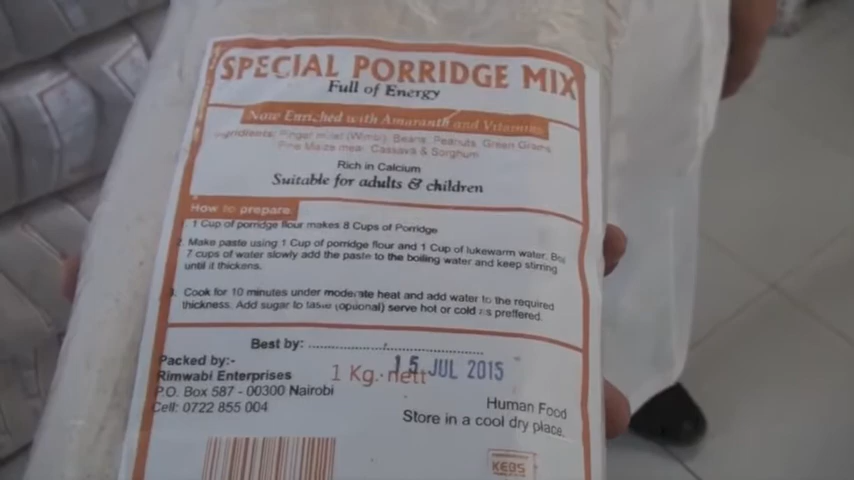 SPECIAL PORRIDGE MIX
Full of Energy
Now Enriched with Amaranth and Vitamins
Ingredients: Finger millet (Wimbi), Beans, Peanuts, Green Grams,
Pure Maize meal, Cassava & Sorghum
Rich in Calcium
Suitable for adults & children
How to prepare
1 Cup of porridge flour makes 8 Cups of Porridge
2. Make paste using 1 Cup of porridge flour and 1 Cup of lukewarm water. Boil
7 cups of water slowly add the paste to the boiling water and keep stirring
until it thickens.
3. Cook for 10 minutes under moderate heat and add water to the required
thickness. Add sugar to taste (optional) serve hot or cold as preffered.
Best by: ...............................................
15 JUL 2015
Packed by:-
Rimwabi Enterprises
P.O. Box 587 - 00300 Nairobi
Cell: 0722 855 004
1 Kg. nett
Human Food
Store in a cool dry place.
KEBS